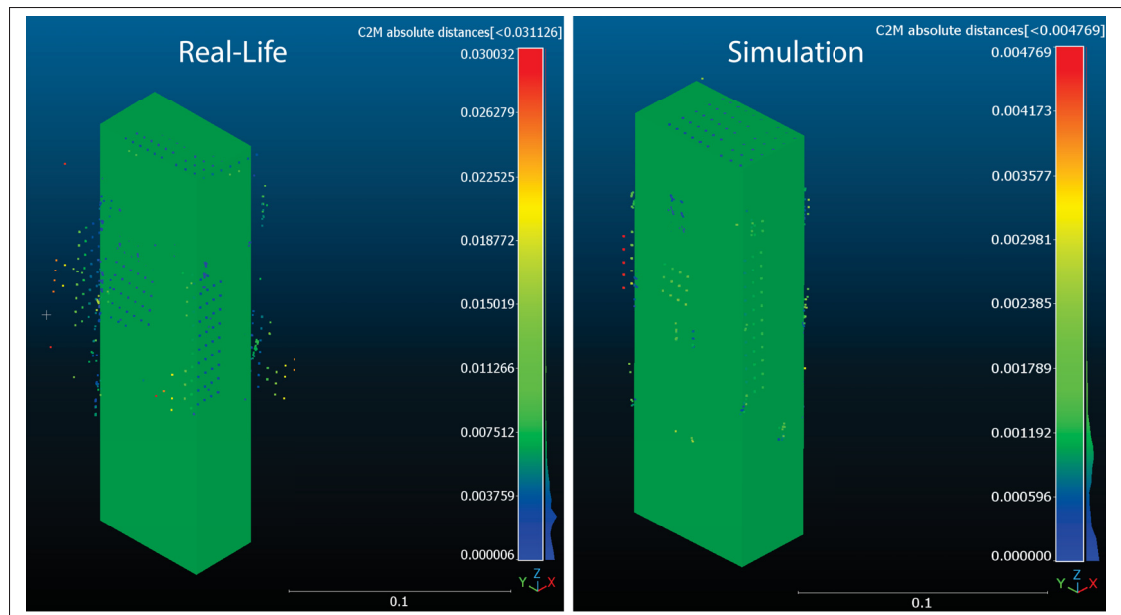 C2M absolute distances[<0.031126]
Real-Life
0.030032
0.026279
0.022525
0.018772
0.015019
0.011266
0.007512
0.003759
0.000006
Z
Y X
0.1
C2M absolute distances[<0.004769]
Simulation
0.004769
0.004173
0.003577
0.002981
0.002385
0.001789
0.001192
0.000596
0.000000
Z
Y X
0.1